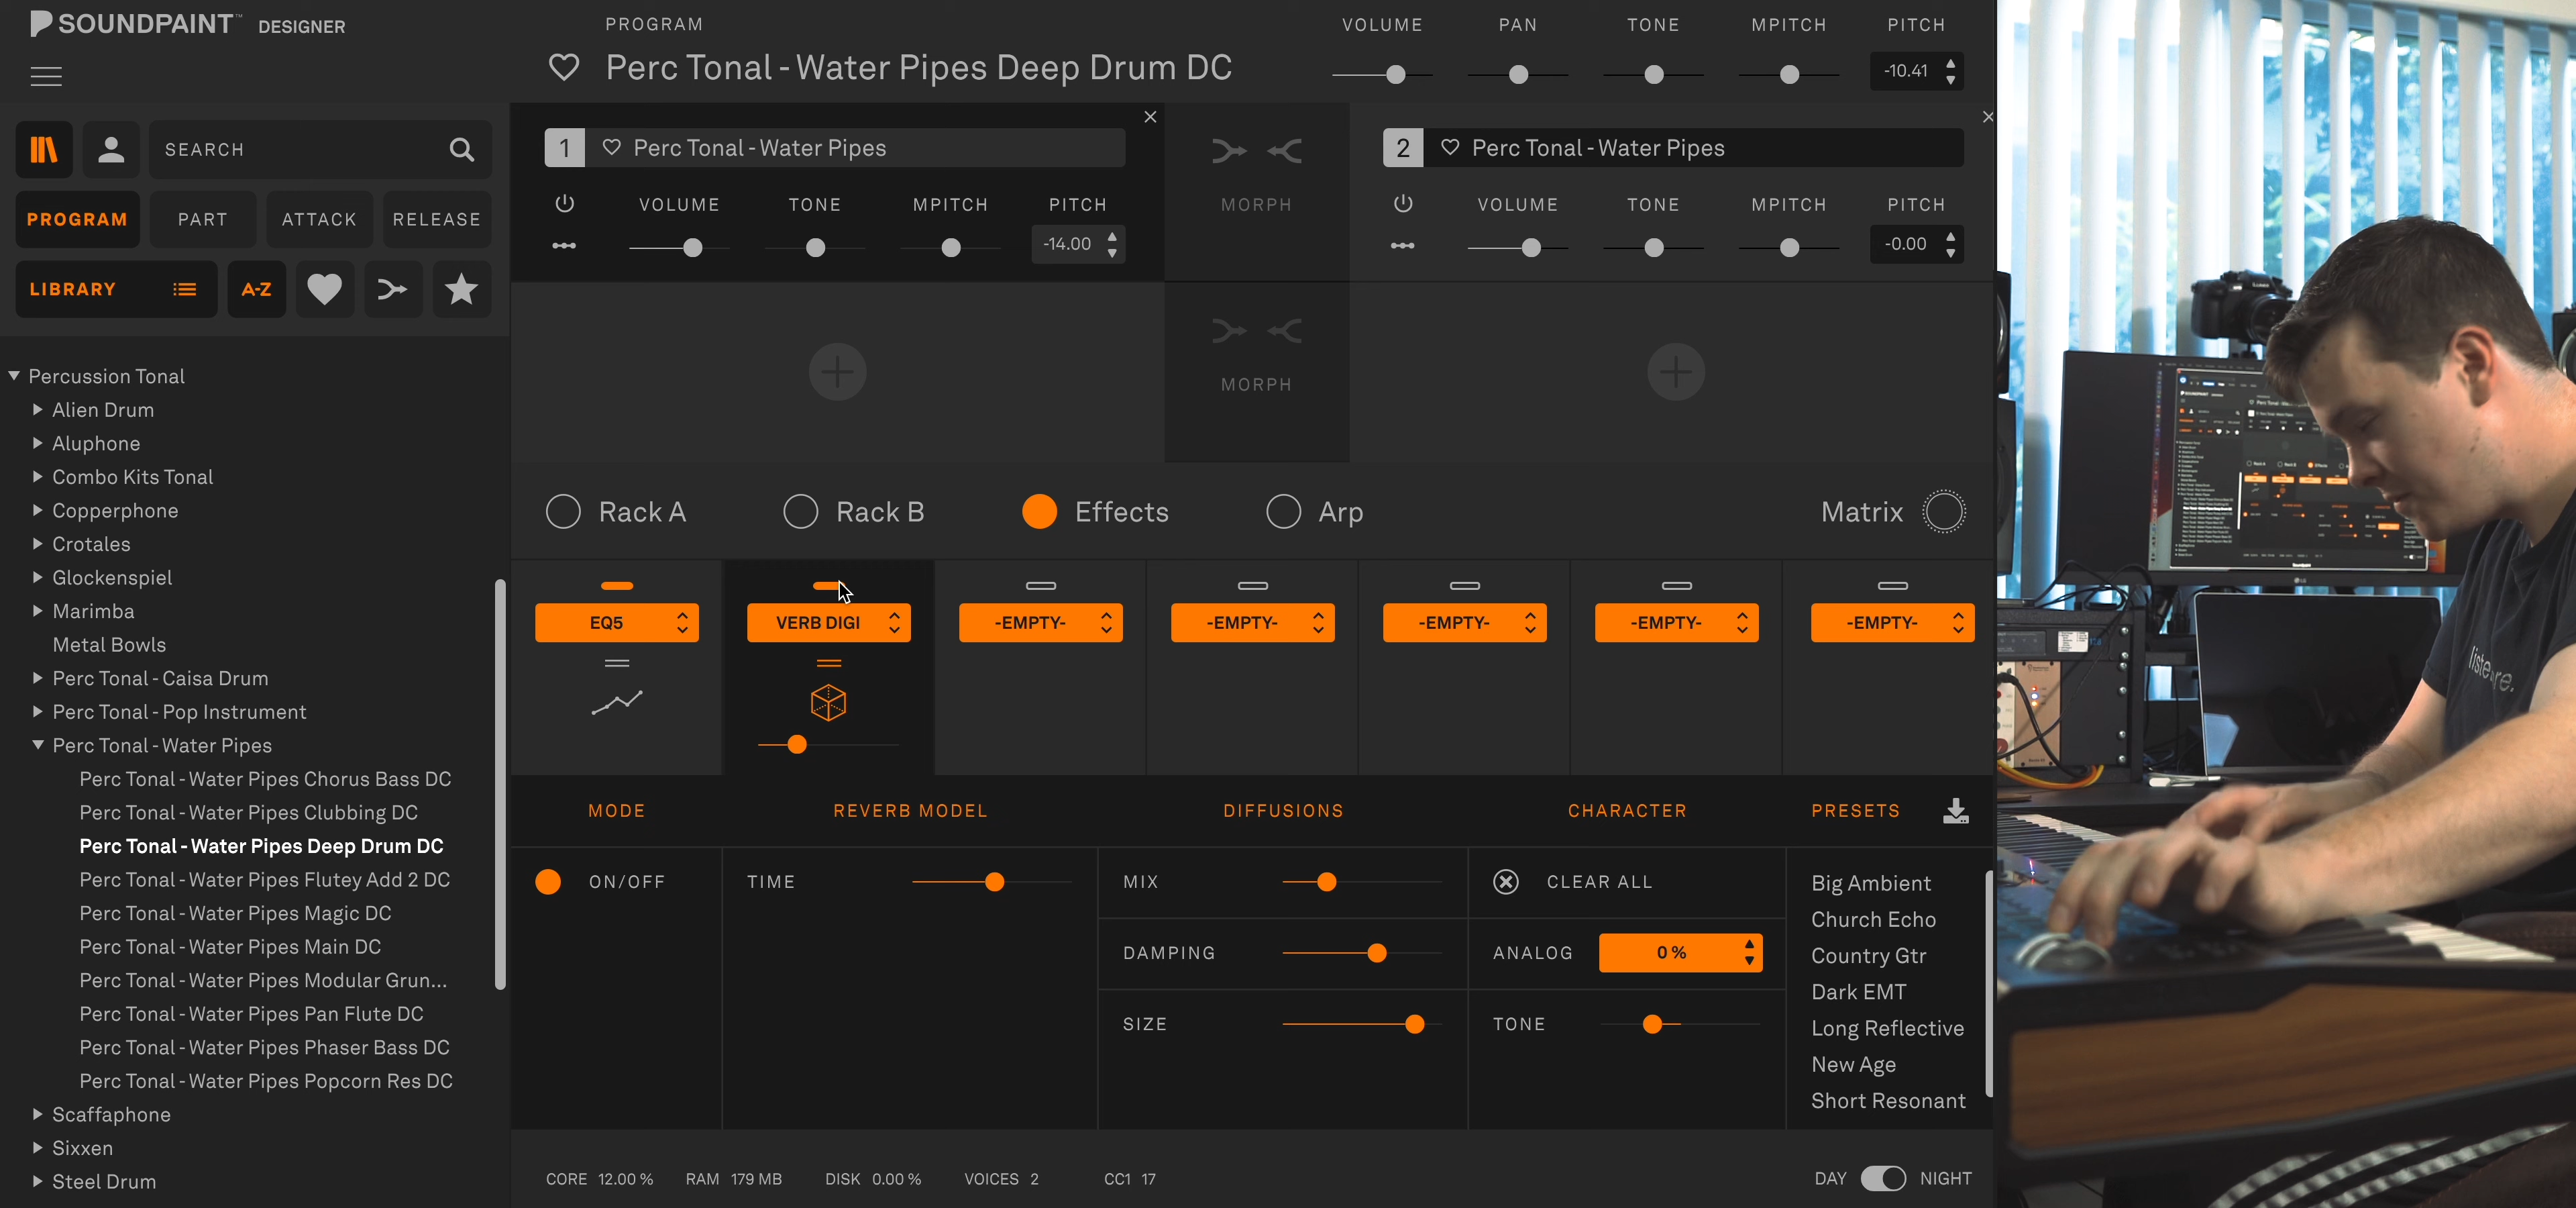 SOUNDPAINT™ DESIGNER
PROGRAM
Perc Tonal - Water Pipes Deep Drum DC
VOLUME PAN TONE MPITCH PITCH
-10.41
SEARCH
PROGRAM PART ATTACK RELEASE
LIBRARY A-Z
1 Perc Tonal - Water Pipes
VOLUME TONE MPITCH PITCH
-14.00
MORPH
2 Perc Tonal - Water Pipes
VOLUME TONE MPITCH PITCH
-0.00
MORPH
Percussion Tonal
Alien Drum
Aluphone
Combo Kits Tonal
Copperphone
Crotales
Glockenspiel
Marimba
Metal Bowls
Perc Tonal - Caisa Drum
Perc Tonal - Pop Instrument
Perc Tonal - Water Pipes
Perc Tonal - Water Pipes Chorus Bass DC
Perc Tonal - Water Pipes Clubbing DC
Perc Tonal - Water Pipes Deep Drum DC
Perc Tonal - Water Pipes Flutey Add 2 DC
Perc Tonal - Water Pipes Magic DC
Perc Tonal - Water Pipes Main DC
Perc Tonal - Water Pipes Modular Grun...
Perc Tonal - Water Pipes Pan Flute DC
Perc Tonal - Water Pipes Phaser Bass DC
Perc Tonal - Water Pipes Popcorn Res DC
Scaffaphone
Sixxen
Steel Drum
Rack A Rack B Effects Arp Matrix
EQ5 VERB DIGI -EMPTY- -EMPTY- -EMPTY- -EMPTY- -EMPTY-
MODE REVERB MODEL DIFFUSIONS CHARACTER PRESETS
ON/OFF TIME MIX CLEAR ALL
DAMPING ANALOG 0 %
SIZE TONE
Big Ambient
Church Echo
Country Gtr
Dark EMT
Long Reflective
New Age
Short Resonant
CORE 12.00 % RAM 179 MB DISK 0.00 % VOICES 2 CC1 17
DAY NIGHT